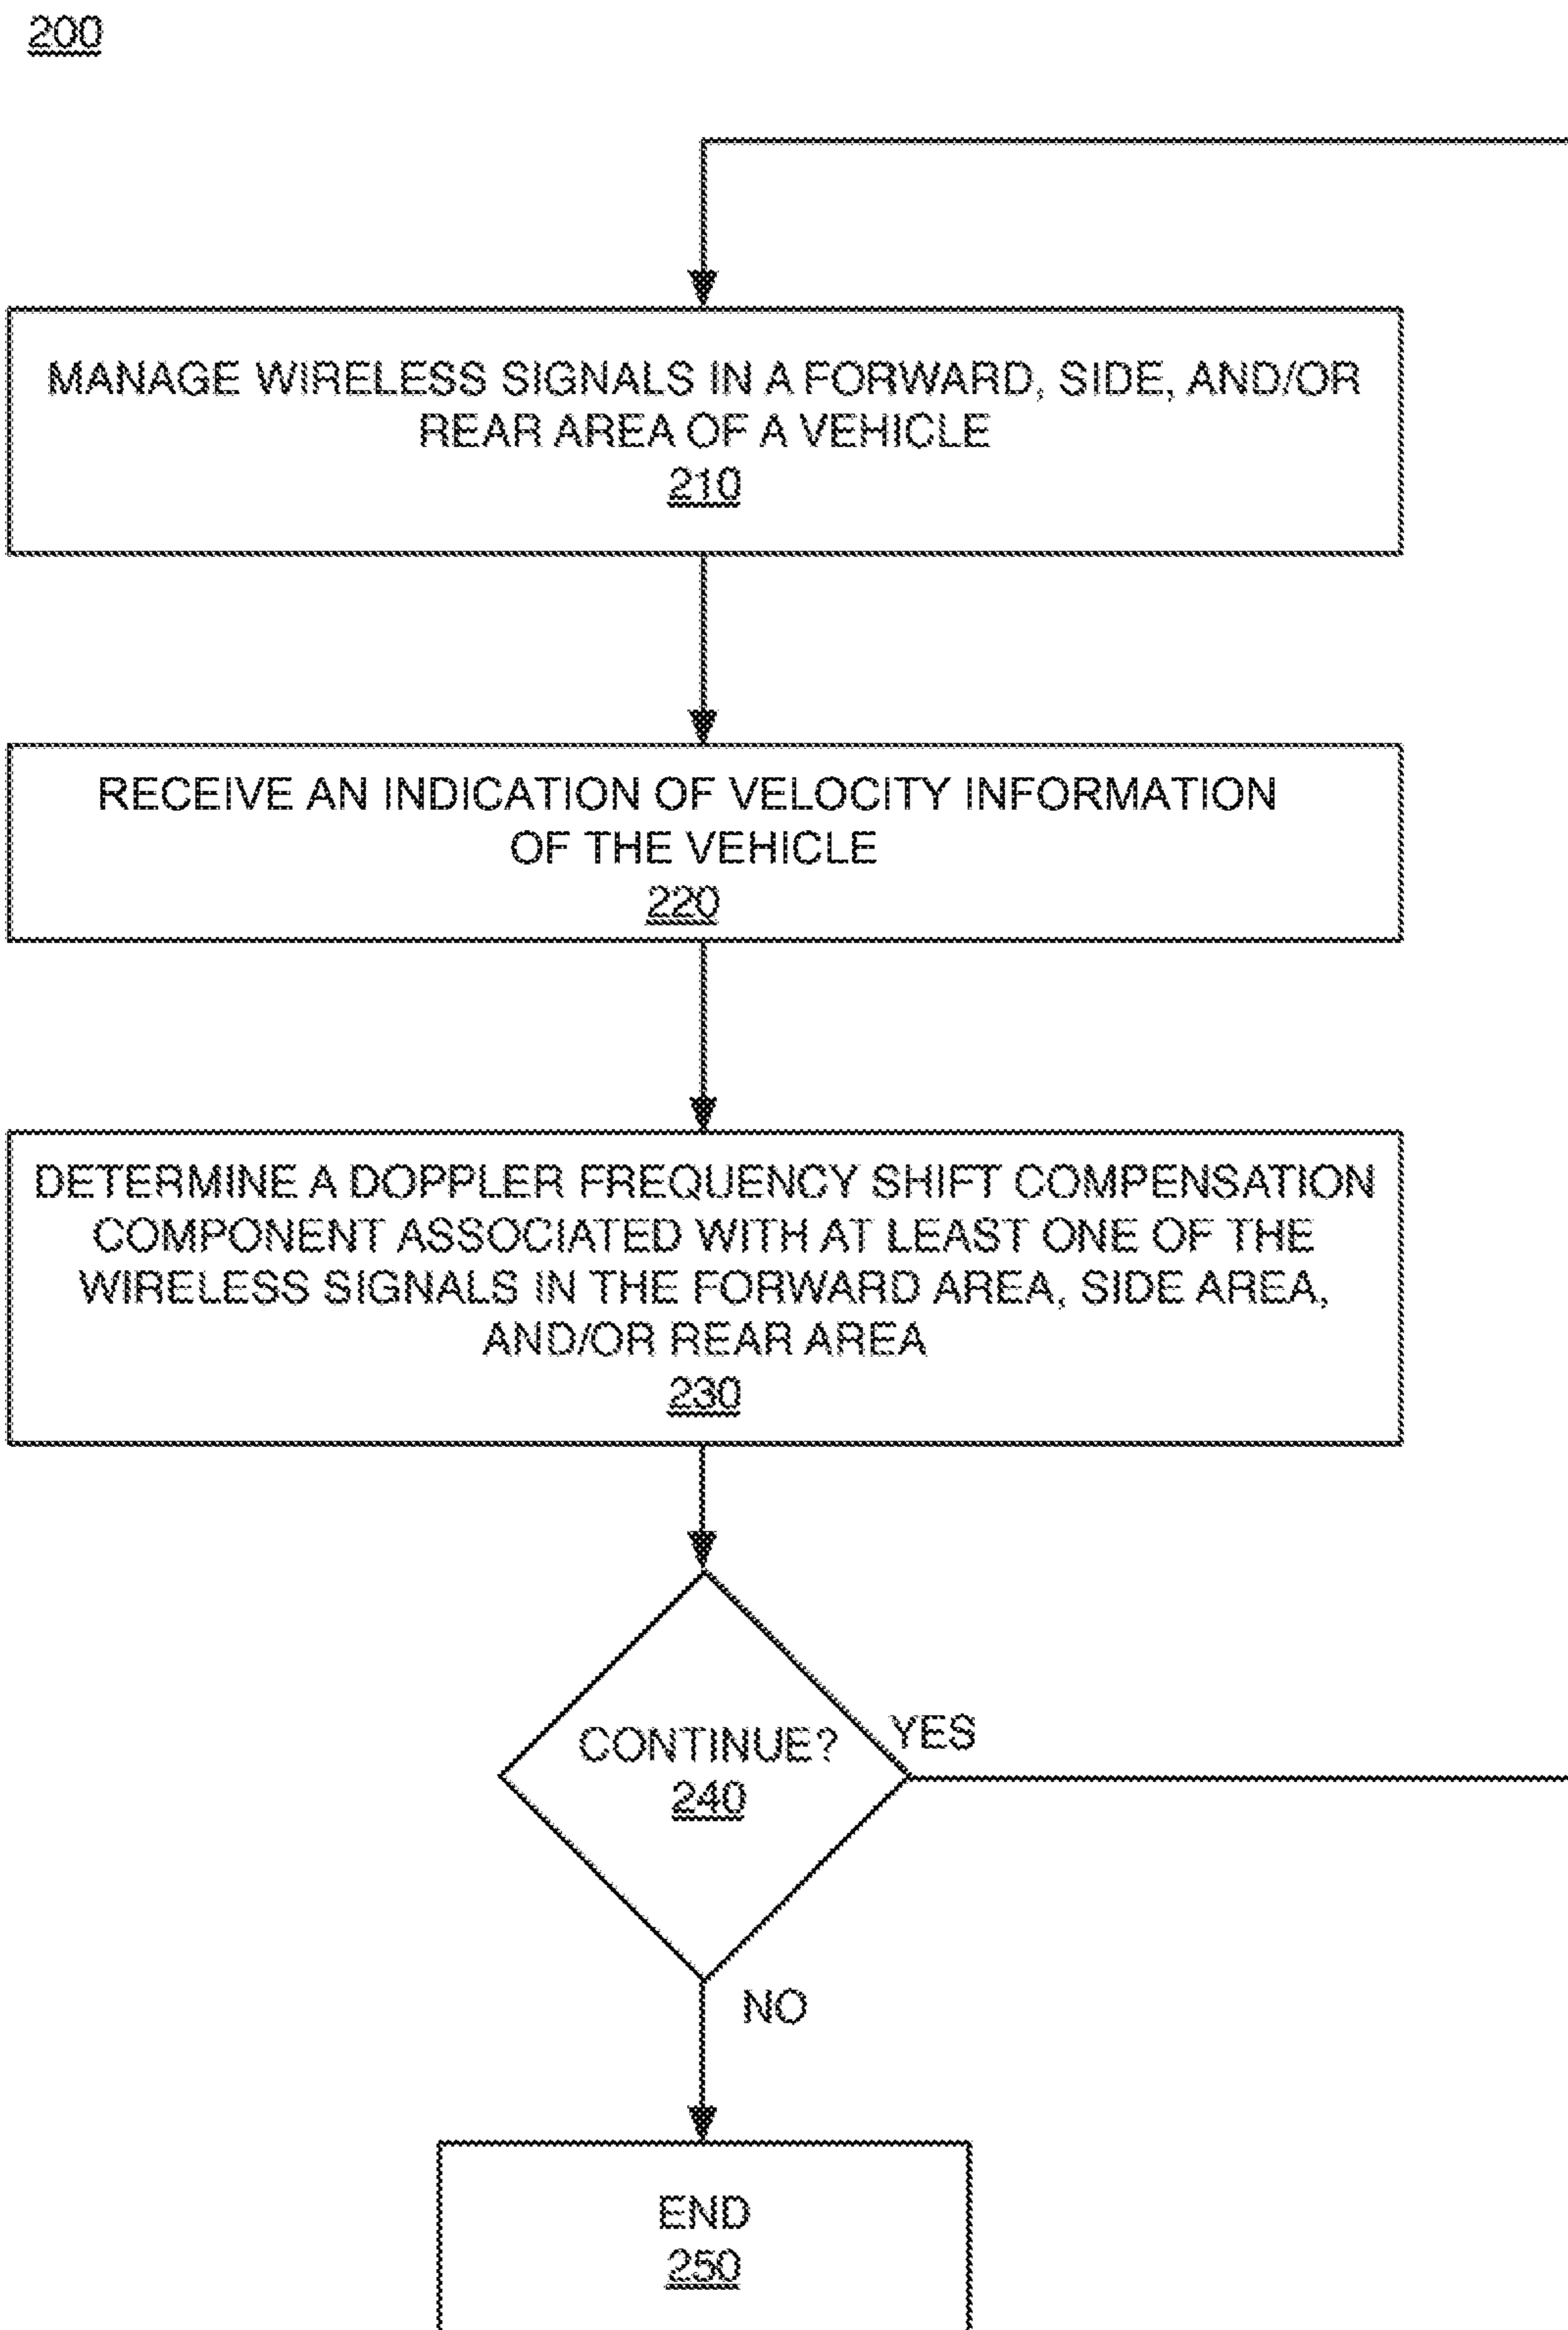 200
MANAGE WIRELESS SIGNALS IN A FORWARD, SIDE, AND/OR
REAR AREA OF A VEHICLE
210
RECEIVE AN INDICATION OF VELOCITY INFORMATION
OF THE VEHICLE
220
DETERMINE A DOPPLER FREQUENCY SHIFT COMPENSATION
COMPONENT ASSOCIATED WITH AT LEAST ONE OF THE
WIRELESS SIGNALS IN THE FORWARD AREA, SIDE AREA,
AND/OR REAR AREA
230
CONTINUE?
240
YES
NO
END
250